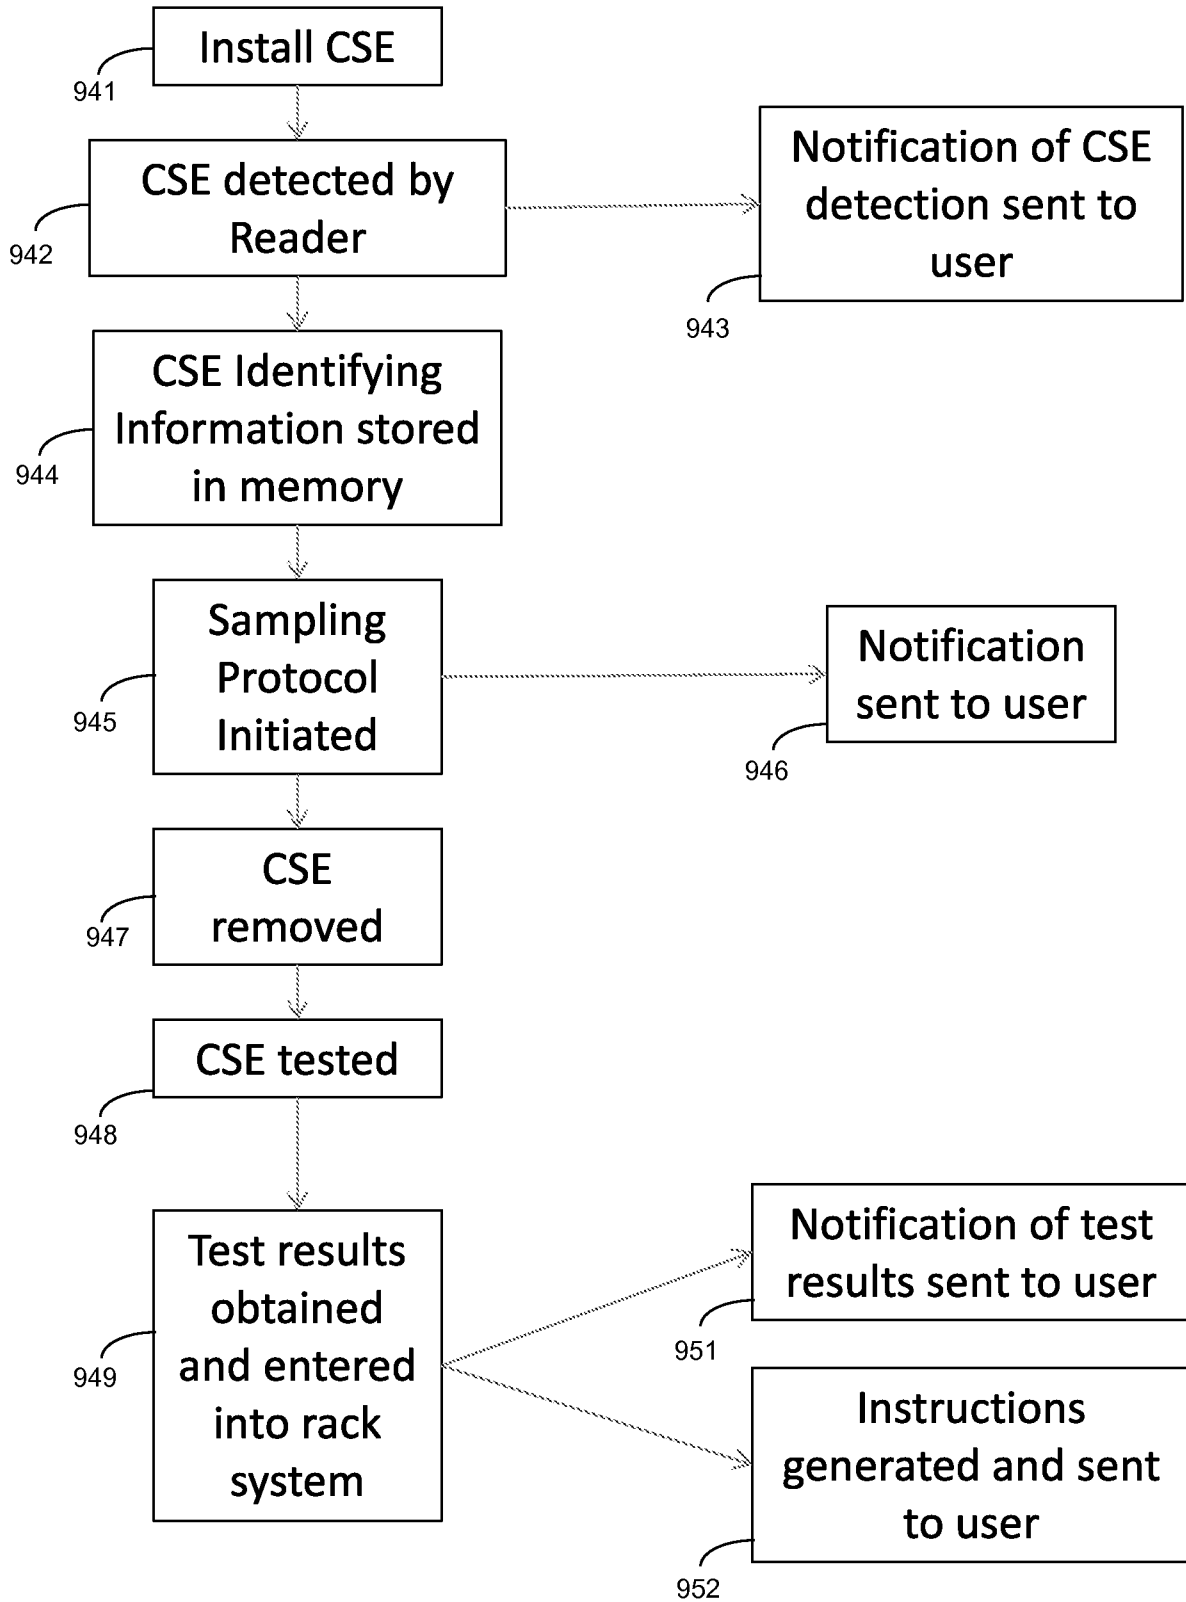 Install CSE
941
CSE detected by
Reader
942
Notification of CSE
detection sent to
user
943
CSE Identifying
Information stored
in memory
944
Sampling
Protocol
Initiated
945
Notification
sent to user
946
CSE
removed
947
CSE tested
948
Test results
obtained
and entered
into rack
system
949
Notification of test
results sent to user
951
Instructions
generated and sent
to user
952